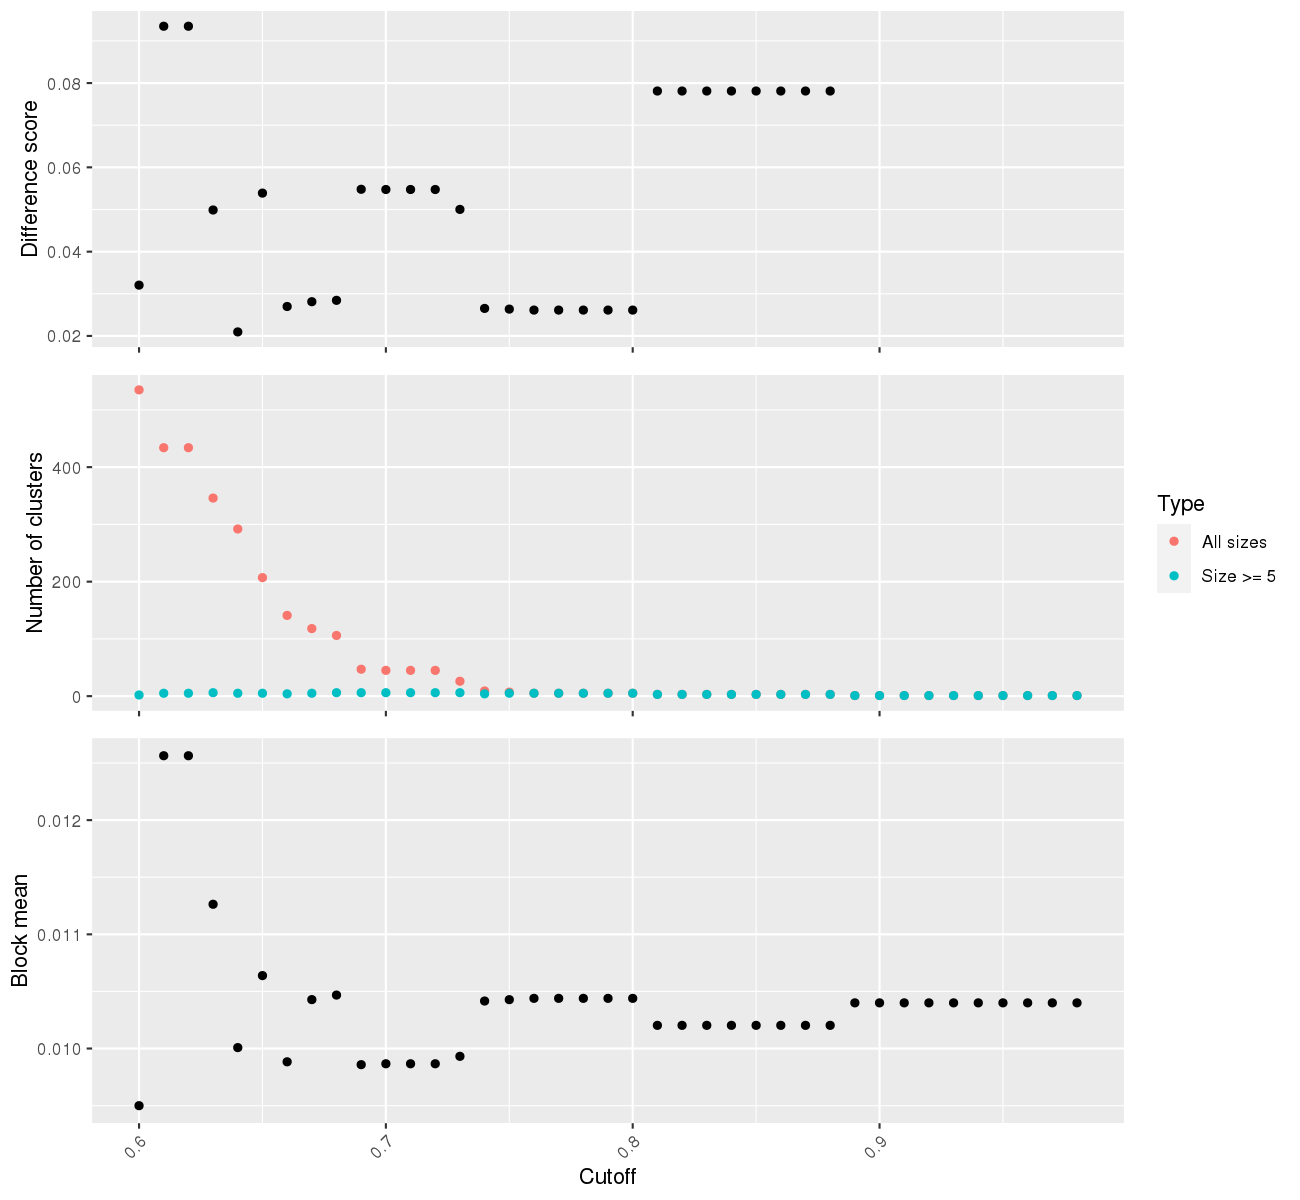 Difference score
0.08
0.06
0.04
0.02
Number of clusters
400
200
0
Type
All sizes
Size >= 5
Block mean
0.012
0.011
0.010
0.6
0.7
0.8
0.9
Cutoff